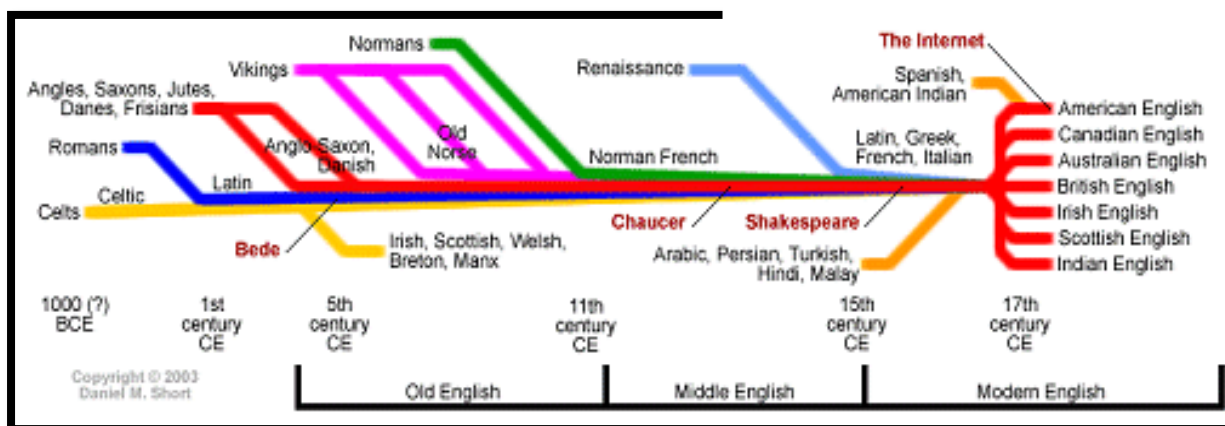 Normans
The Internet
Vikings
Renaissance
Spanish,
American Indian
Angles, Saxons, Jutes,
Danes, Frisians
American English
Romans
Anglo Saxon,
Danish
Old
Norse
Norman French
Latin, Greek,
French, Italian
Canadian English
Australian English
British English
Irish English
Scottish English
Indian English
Celtic
Latin
Celts
Bede
Irish, Scottish, Welsh,
Breton, Manx
Chaucer
Shakespeare
Arabic, Persian, Turkish,
Hindi, Malay
1000 (?)
BCE
1st
century
CE
5th
century
CE
11th
century
CE
15th
century
CE
17th
century
CE
Copyright © 2003
Daniel M. Short
Old English
Middle English
Modern English